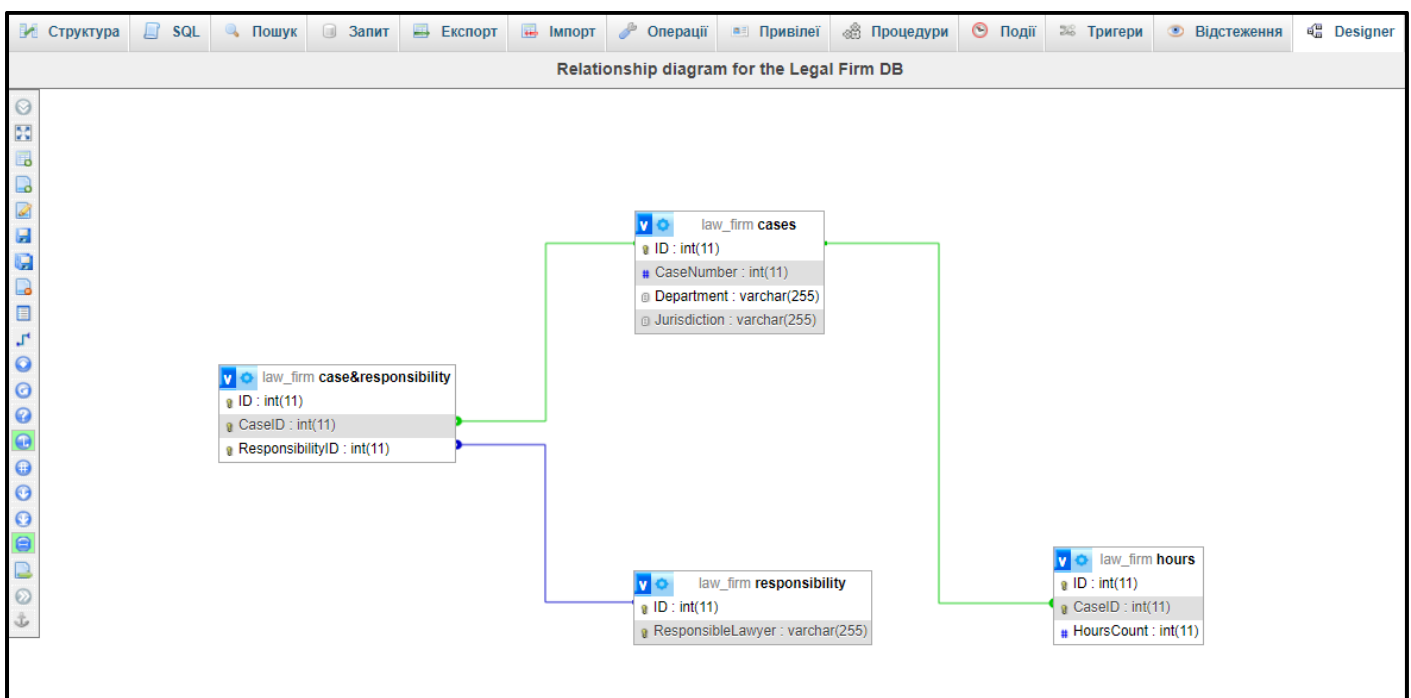 Структура SQL Пошук Запит Експорт Імпорт Операції Привілеї Процедури Події Тригери Відстеження Designer
Relationship diagram for the Legal Firm DB
law_firm cases
ID : int(11)
# CaseNumber : int(11)
Department : varchar(255)
Jurisdiction : varchar(255)
law_firm case&responsibility
ID : int(11)
CaseID : int(11)
ResponsibilityID : int(11)
law_firm responsibility
ID : int(11)
ResponsibleLawyer : varchar(255)
law_firm hours
ID : int(11)
CaseID : int(11)
# HoursCount : int(11)